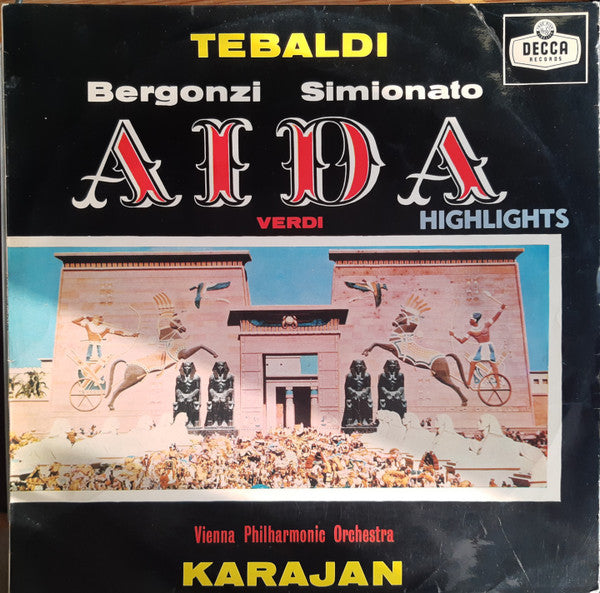 TEBALDI
DECCA
RECORDS
Bergonzi Simionato
AIDA
VERDI
HIGHLIGHTS
Vienna Philharmonic Orchestra
KARAJAN